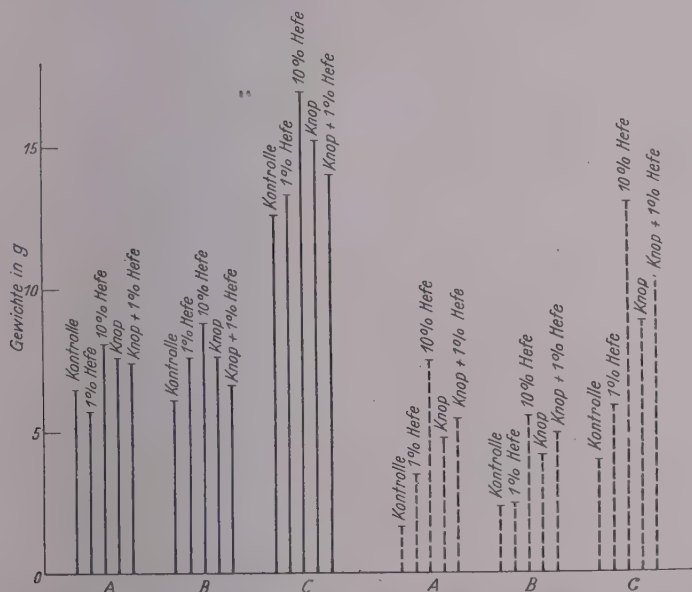 Gewichte in g
15
10
5
0
Kontrolle
1% Hefe
10% Hefe
Knop
Knop + 1% Hefe
A
Kontrolle
1% Hefe
10% Hefe
Knop
Knop + 1% Hefe
B
Kontrolle
1% Hefe
10% Hefe
Knop
Knop + 1% Hefe
C
Kontrolle
1% Hefe
10% Hefe
Knop
Knop + 1% Hefe
A
Kontrolle
1% Hefe
10% Hefe
Knop
Knop + 1% Hefe
B
Kontrolle
1% Hefe
10% Hefe
Knop
Knop + 1% Hefe
C